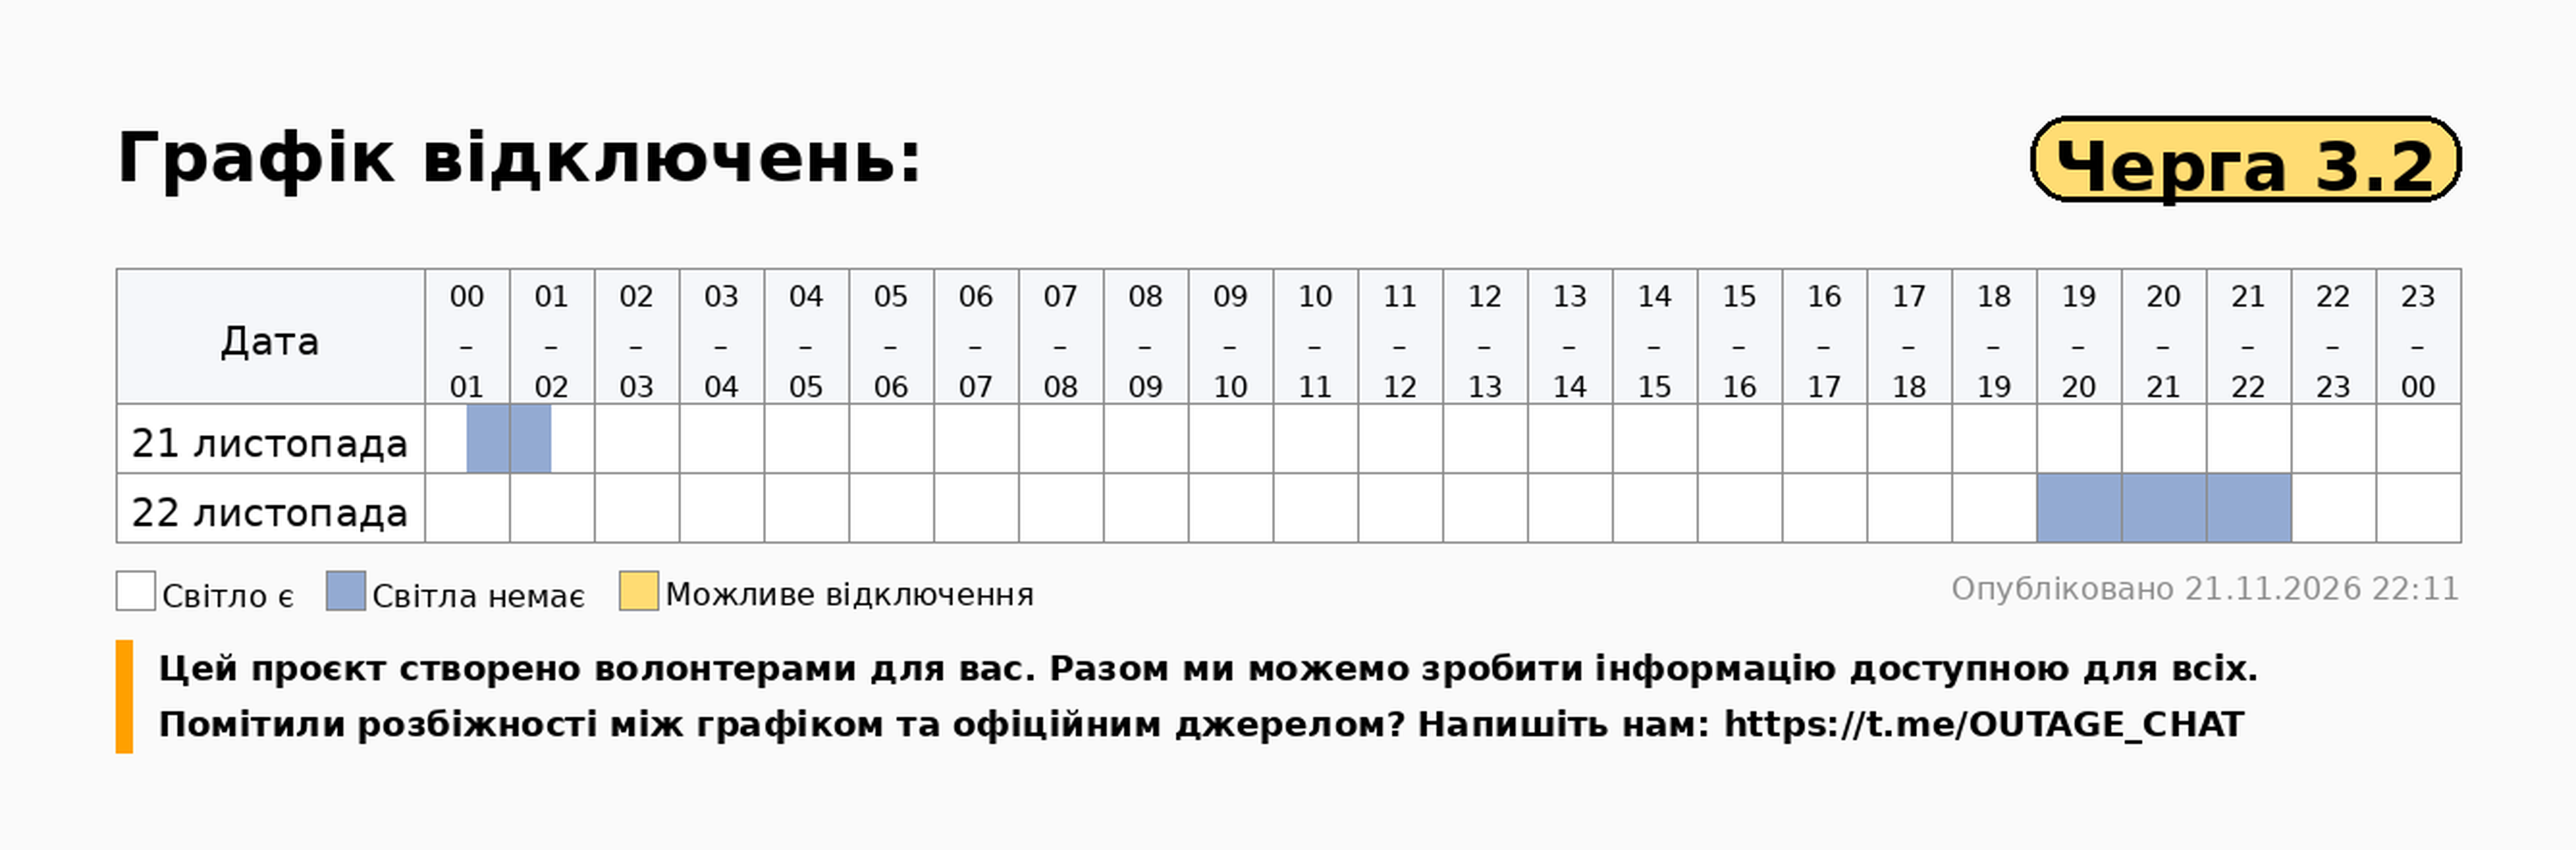 Графік відключень:
Черга 3.2
Дата 00 – 01 01 – 02 02 – 03 03 – 04 04 – 05 05 – 06 06 – 07 07 – 08 08 – 09 09 – 10 10 – 11 11 – 12 12 – 13 13 – 14 14 – 15 15 – 16 16 – 17 17 – 18 18 – 19 19 – 20 20 – 21 21 – 22 22 – 23 23 – 00
21 листопада
22 листопада
Світло є Світла немає Можливе відключення
Опубліковано 21.11.2026 22:11
Цей проєкт створено волонтерами для вас. Разом ми можемо зробити інформацію доступною для всіх.
Помітили розбіжності між графіком та офіційним джерелом? Напишіть нам: https://t.me/OUTAGE_CHAT